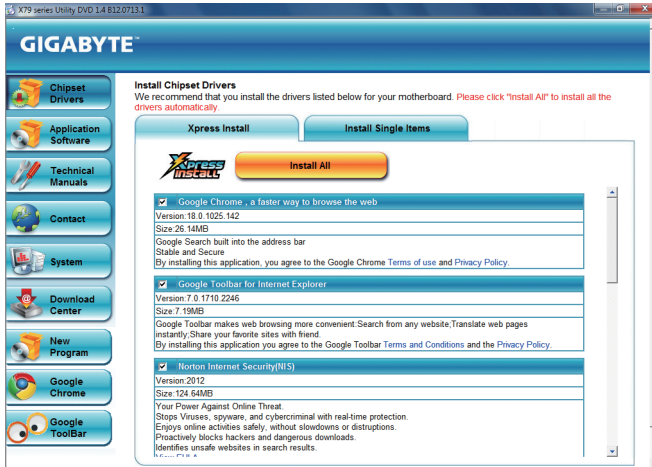 X79 series Utility DVD 1.4 B12.0713.1
GIGABYTE™
Chipset
Drivers
Application
Software
Technical
Manuals
Contact
System
Download
Center
New
Program
Google
Chrome
Google
ToolBar
Install Chipset Drivers
We recommend that you install the drivers listed below for your motherboard. Please click "Install All" to install all the
drivers automatically.
Xpress Install
Install Single Items
Xpress
Install
Install All
Google Chrome , a faster way to browse the web
Version:18.0.1025.142
Size:26.14MB
Google Search built into the address bar
Stable and Secure
By installing this application, you agree to the Google Chrome Terms of use and Privacy Policy.
Google Toolbar for Internet Explorer
Version:7.0.1710.2246
Size:7.19MB
Google Toolbar makes web browsing more convenient:Search from any website;Translate web pages
instantly;Share your favorite sites with friend.
By installing this application you agree to the Google Toolbar Terms and Conditions and the Privacy Policy.
Norton Internet Security(NIS)
Version:2012
Size:124.64MB
Your Power Against Online Threat.
Stops Viruses, spyware, and cybercriminal with real-time protection.
Enjoys online activities safely, without slowdowns or distruptions.
Proactively blocks hackers and dangerous downloads.
Identifies unsafe websites in search results.
View EULA